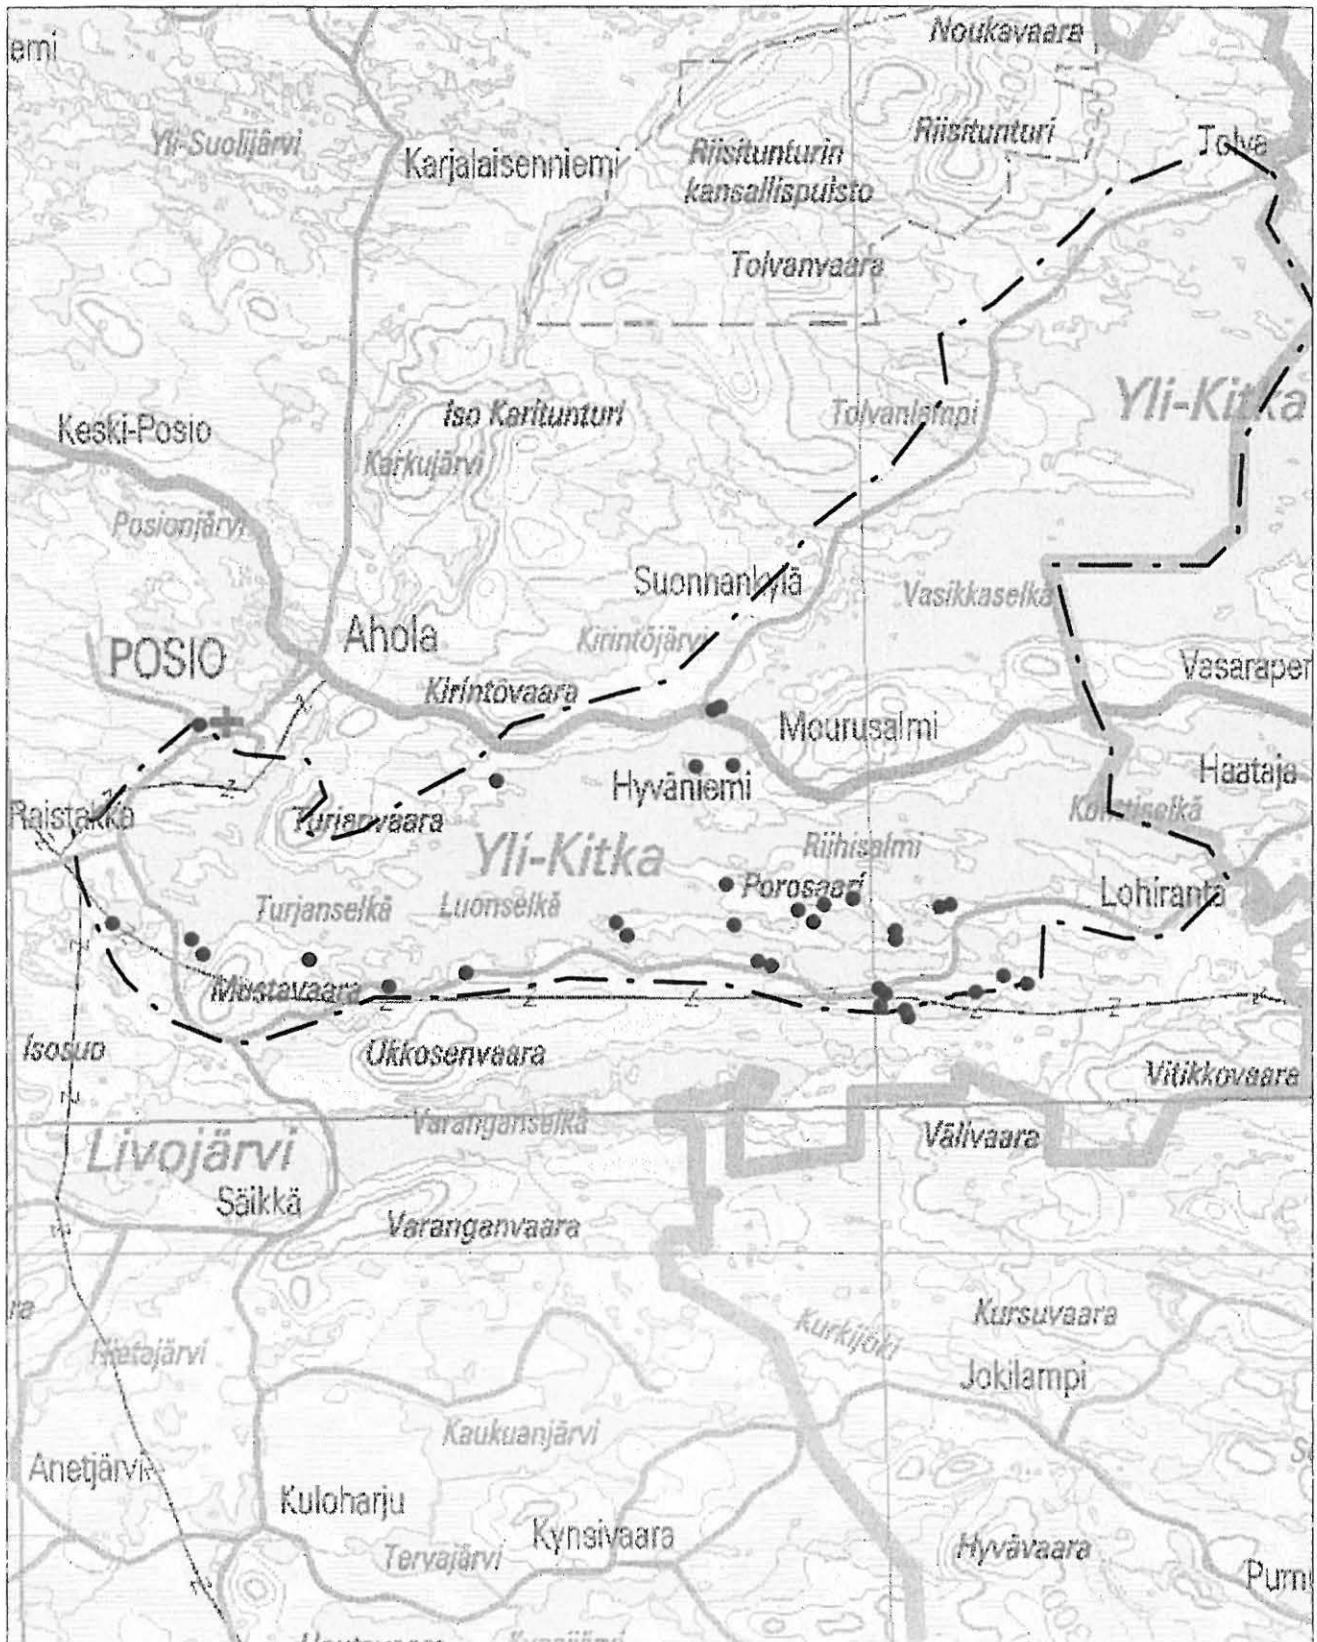 emi
Noukavaara
Yli-Suolijärvi
Karjalaisenniemi
Riisitunturin
kansallispuisto
Riisitunturi
Tolva
Tolvanvaara
Yli-Kitka
Iso Karitunturi
Tolvanlampi
Keski-Posio
Karkujärvi
Posionjärvi
Suonnankylä
Vasikkaselkä
Ahola
Kirintöjärvi
POSIO
Kirintövaara
Vasaraper
Mourusalmi
Haataja
Hyväniemi
Raistakka
Turjanvaara
Yli-Kitka
Riihisalmi
Porosaari
Lohiranta
Turjanselkä
Luonselkä
Mustavaara
Isosuo
Ukkosenvaara
Vitikkovaara
Varanganselkä
Välivaara
Livojärvi
Säikkä
Varanganvaara
ra
Kursuvaara
Kurkijoki
Hietajärvi
Jokilampi
Kaukuanjärvi
Anetjärvi
Kuloharju
Kynsivaara
Tervajärvi
Hyvävaara